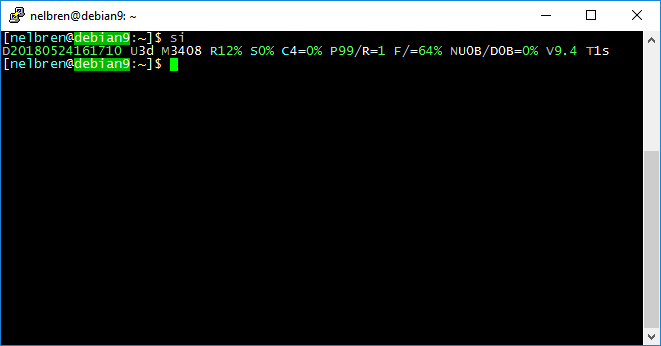 nelbren@debian9: ~
[nelbren@debian9:~]$ si
D20180524161710 U3d M3408 R12% S0% C4=0% P99/R=1 F/=64% NU0B/D0B=0% V9.4 T1s
[nelbren@debian9:~]$